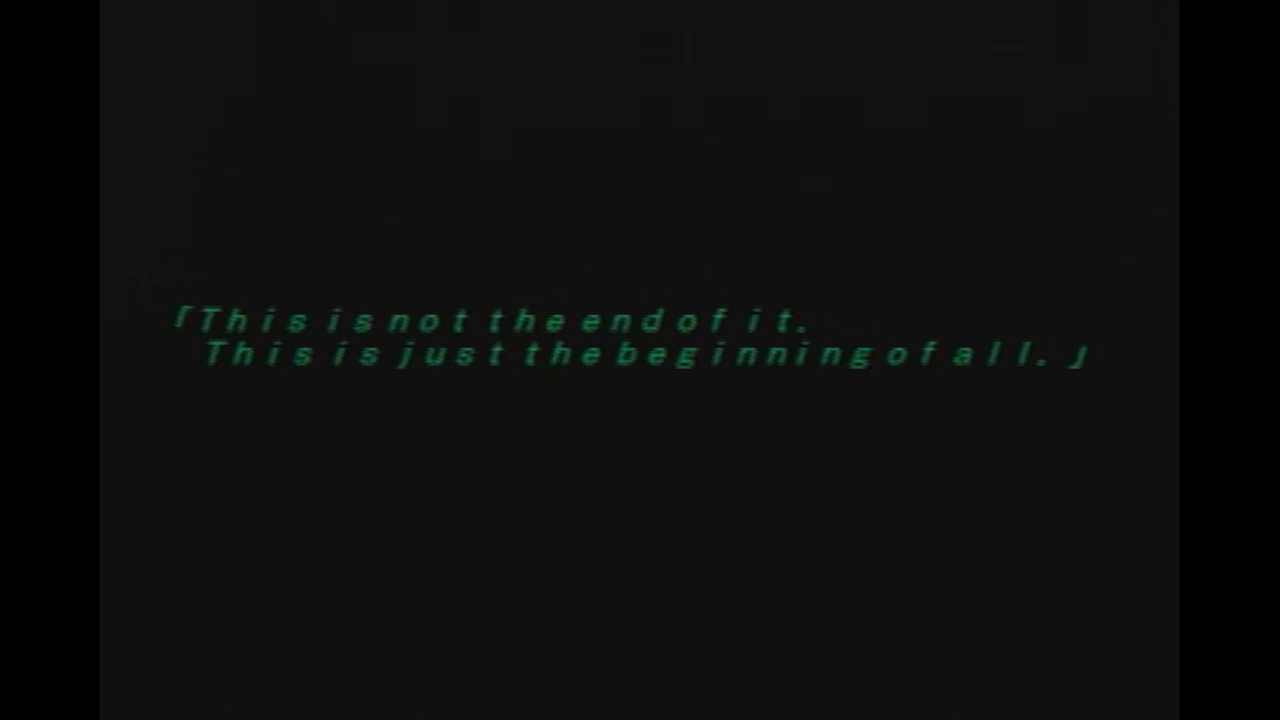 「This is not the end of it.
This is just the beginning of all.」